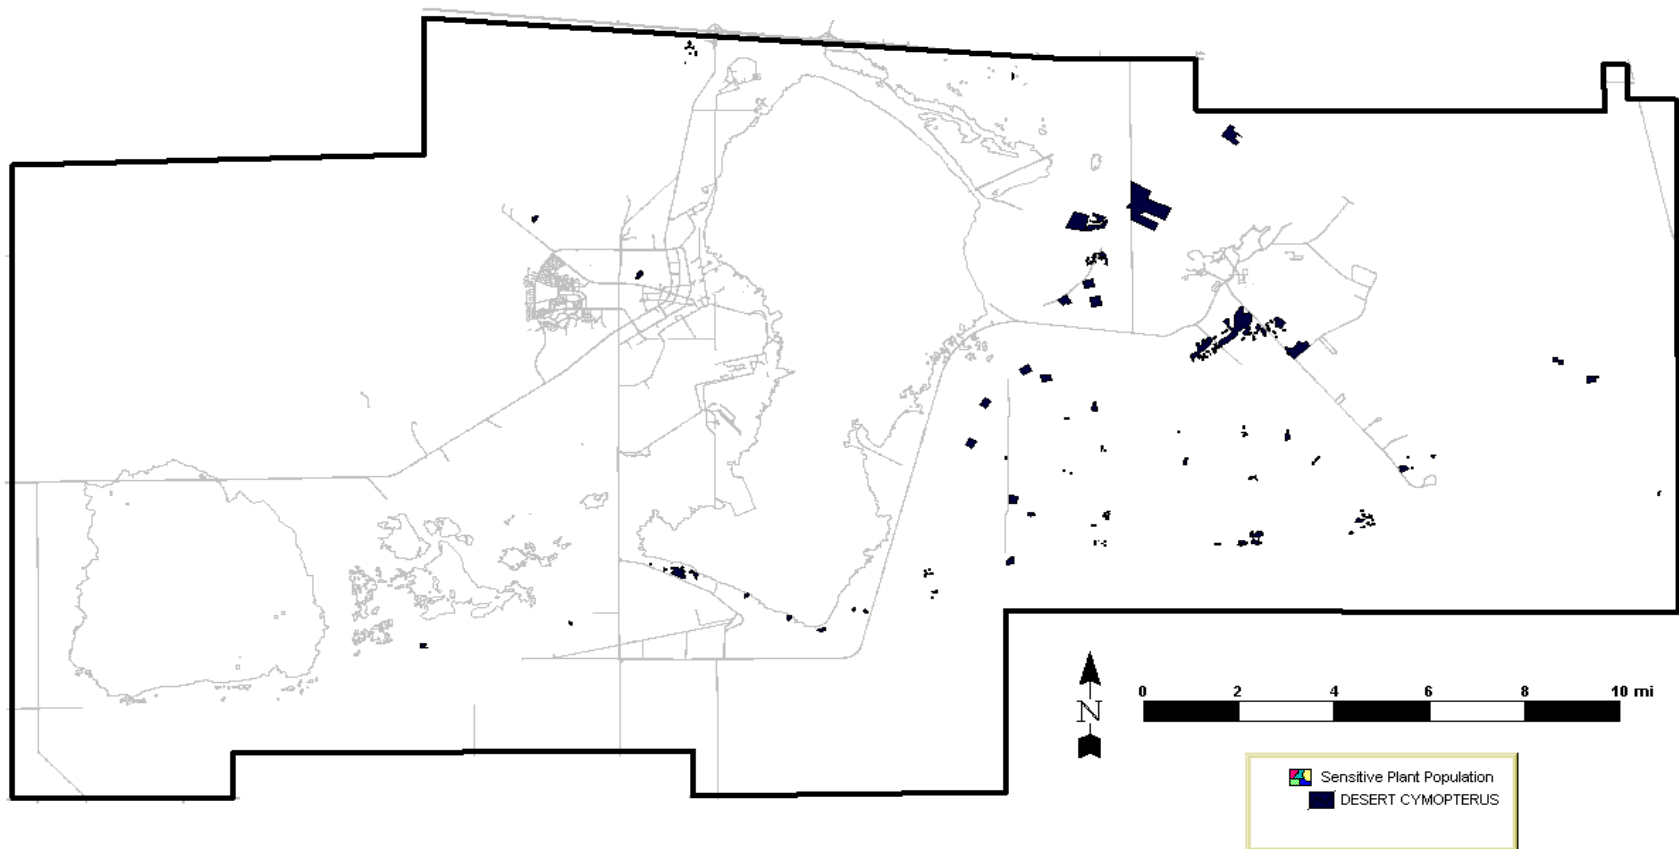 N
0 2 4 6 8 10 mi
Sensitive Plant Population
DESERT CYMOPTERUS